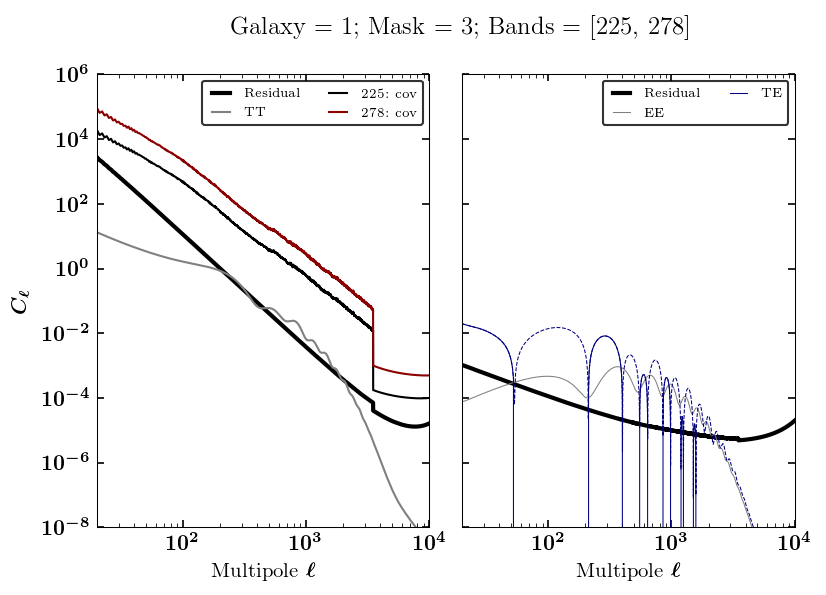 Galaxy = 1; Mask = 3; Bands = [225, 278]
Residual
TT
225: cov
278: cov
Residual
EE
TE
10^6
10^4
10^2
10^0
10^−2
10^−4
10^−6
10^−8
C_ℓ
10^2 10^3 10^4
10^2 10^3 10^4
Multipole ℓ
Multipole ℓ